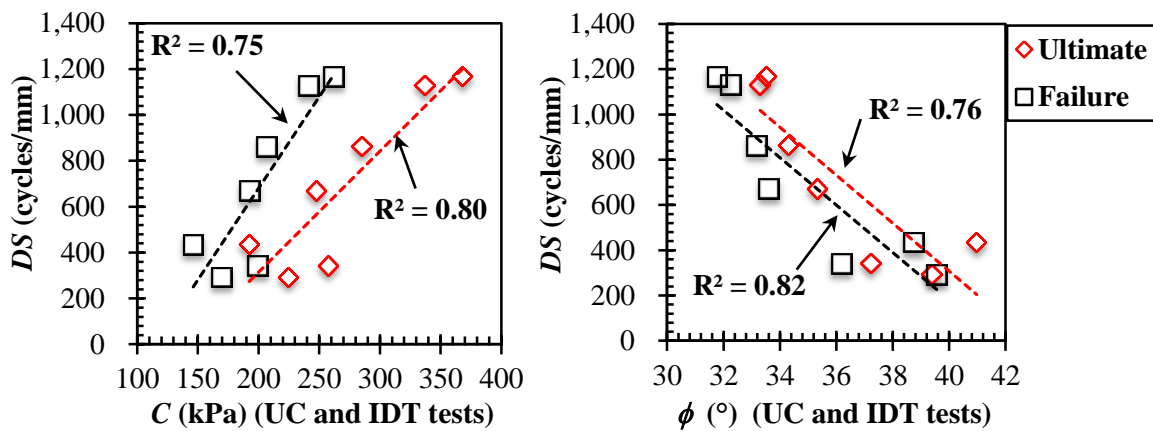 1,400
1,200
1,000
800
600
400
200
0
DS (cycles/mm)
R² = 0.75
R² = 0.80
100 150 200 250 300 350 400
C (kPa) (UC and IDT tests)
1,400
1,200
1,000
800
600
400
200
0
DS (cycles/mm)
R² = 0.76
R² = 0.82
30 32 34 36 38 40 42
ϕ (°) (UC and IDT tests)
Ultimate
Failure